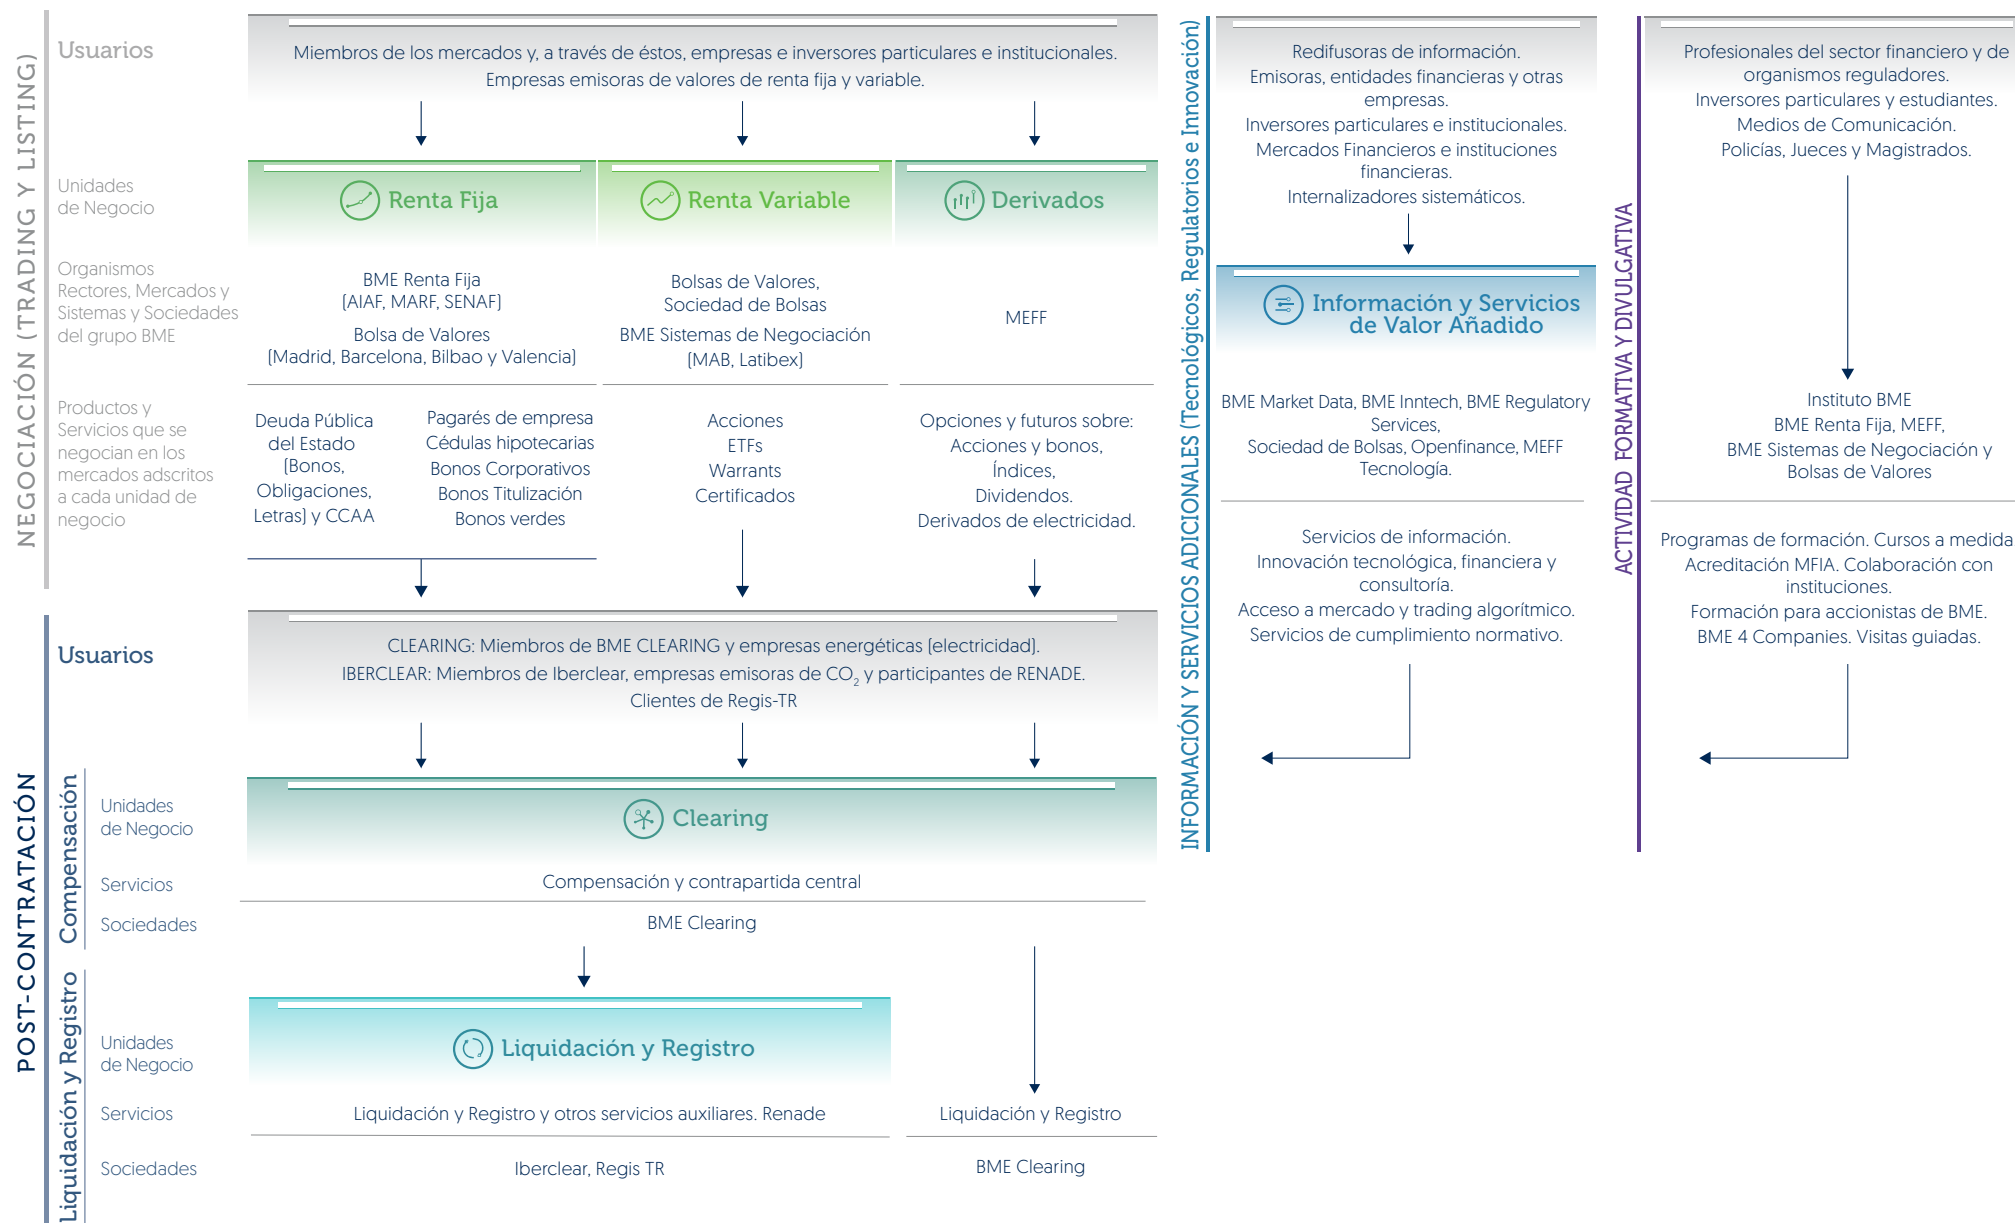 NEGOCIACIÓN (TRADING Y LISTING)
Usuarios
Miembros de los mercados y, a través de éstos, empresas e inversores particulares e institucionales.
Empresas emisoras de valores de renta fija y variable.
Unidades
de Negocio
Renta Fija
Renta Variable
Derivados
Organismos
Rectores, Mercados y
Sistemas y Sociedades
del grupo BME
BME Renta Fija
(AIAF, MARF, SENAF)
Bolsa de Valores
(Madrid, Barcelona, Bilbao y Valencia)
Bolsas de Valores,
Sociedad de Bolsas
BME Sistemas de Negociación
(MAB, Latibex)
MEFF
Productos y
Servicios que se
negocian en los
mercados adscritos
a cada unidad de
negocio
Deuda Pública
del Estado
(Bonos,
Obligaciones,
Letras) y CCAA
Pagarés de empresa
Cédulas hipotecarias
Bonos Corporativos
Bonos Titulización
Bonos verdes
Acciones
ETFs
Warrants
Certificados
Opciones y futuros sobre:
Acciones y bonos,
Índices,
Dividendos.
Derivados de electricidad.
POST-CONTRATACIÓN
Usuarios
CLEARING: Miembros de BME CLEARING y empresas energéticas (electricidad).
IBERCLEAR: Miembros de Iberclear, empresas emisoras de CO2 y participantes de RENADE.
Clientes de Regis-TR
Compensación
Unidades
de Negocio
Clearing
Servicios
Compensación y contrapartida central
Sociedades
BME Clearing
Liquidación y Registro
Unidades
de Negocio
Liquidación y Registro
Servicios
Liquidación y Registro y otros servicios auxiliares. Renade
Liquidación y Registro
Sociedades
Iberclear, Regis TR
BME Clearing
INFORMACIÓN Y SERVICIOS ADICIONALES (Tecnológicos, Regulatorios e Innovación)
Redifusoras de información.
Emisoras, entidades financieras y otras
empresas.
Inversores particulares e institucionales.
Mercados Financieros e instituciones
financieras.
Internalizadores sistemáticos.
Información y Servicios
de Valor Añadido
BME Market Data, BME Inntech, BME Regulatory
Services,
Sociedad de Bolsas, Openfinance, MEFF
Tecnología.
Servicios de información.
Innovación tecnológica, financiera y
consultoría.
Acceso a mercado y trading algorítmico.
Servicios de cumplimiento normativo.
ACTIVIDAD FORMATIVA Y DIVULGATIVA
Profesionales del sector financiero y de
organismos reguladores.
Inversores particulares y estudiantes.
Medios de Comunicación.
Policías, Jueces y Magistrados.
Instituto BME
BME Renta Fija, MEFF,
BME Sistemas de Negociación y
Bolsas de Valores
Programas de formación. Cursos a medida
Acreditación MFIA. Colaboración con
instituciones.
Formación para accionistas de BME.
BME 4 Companies. Visitas guiadas.